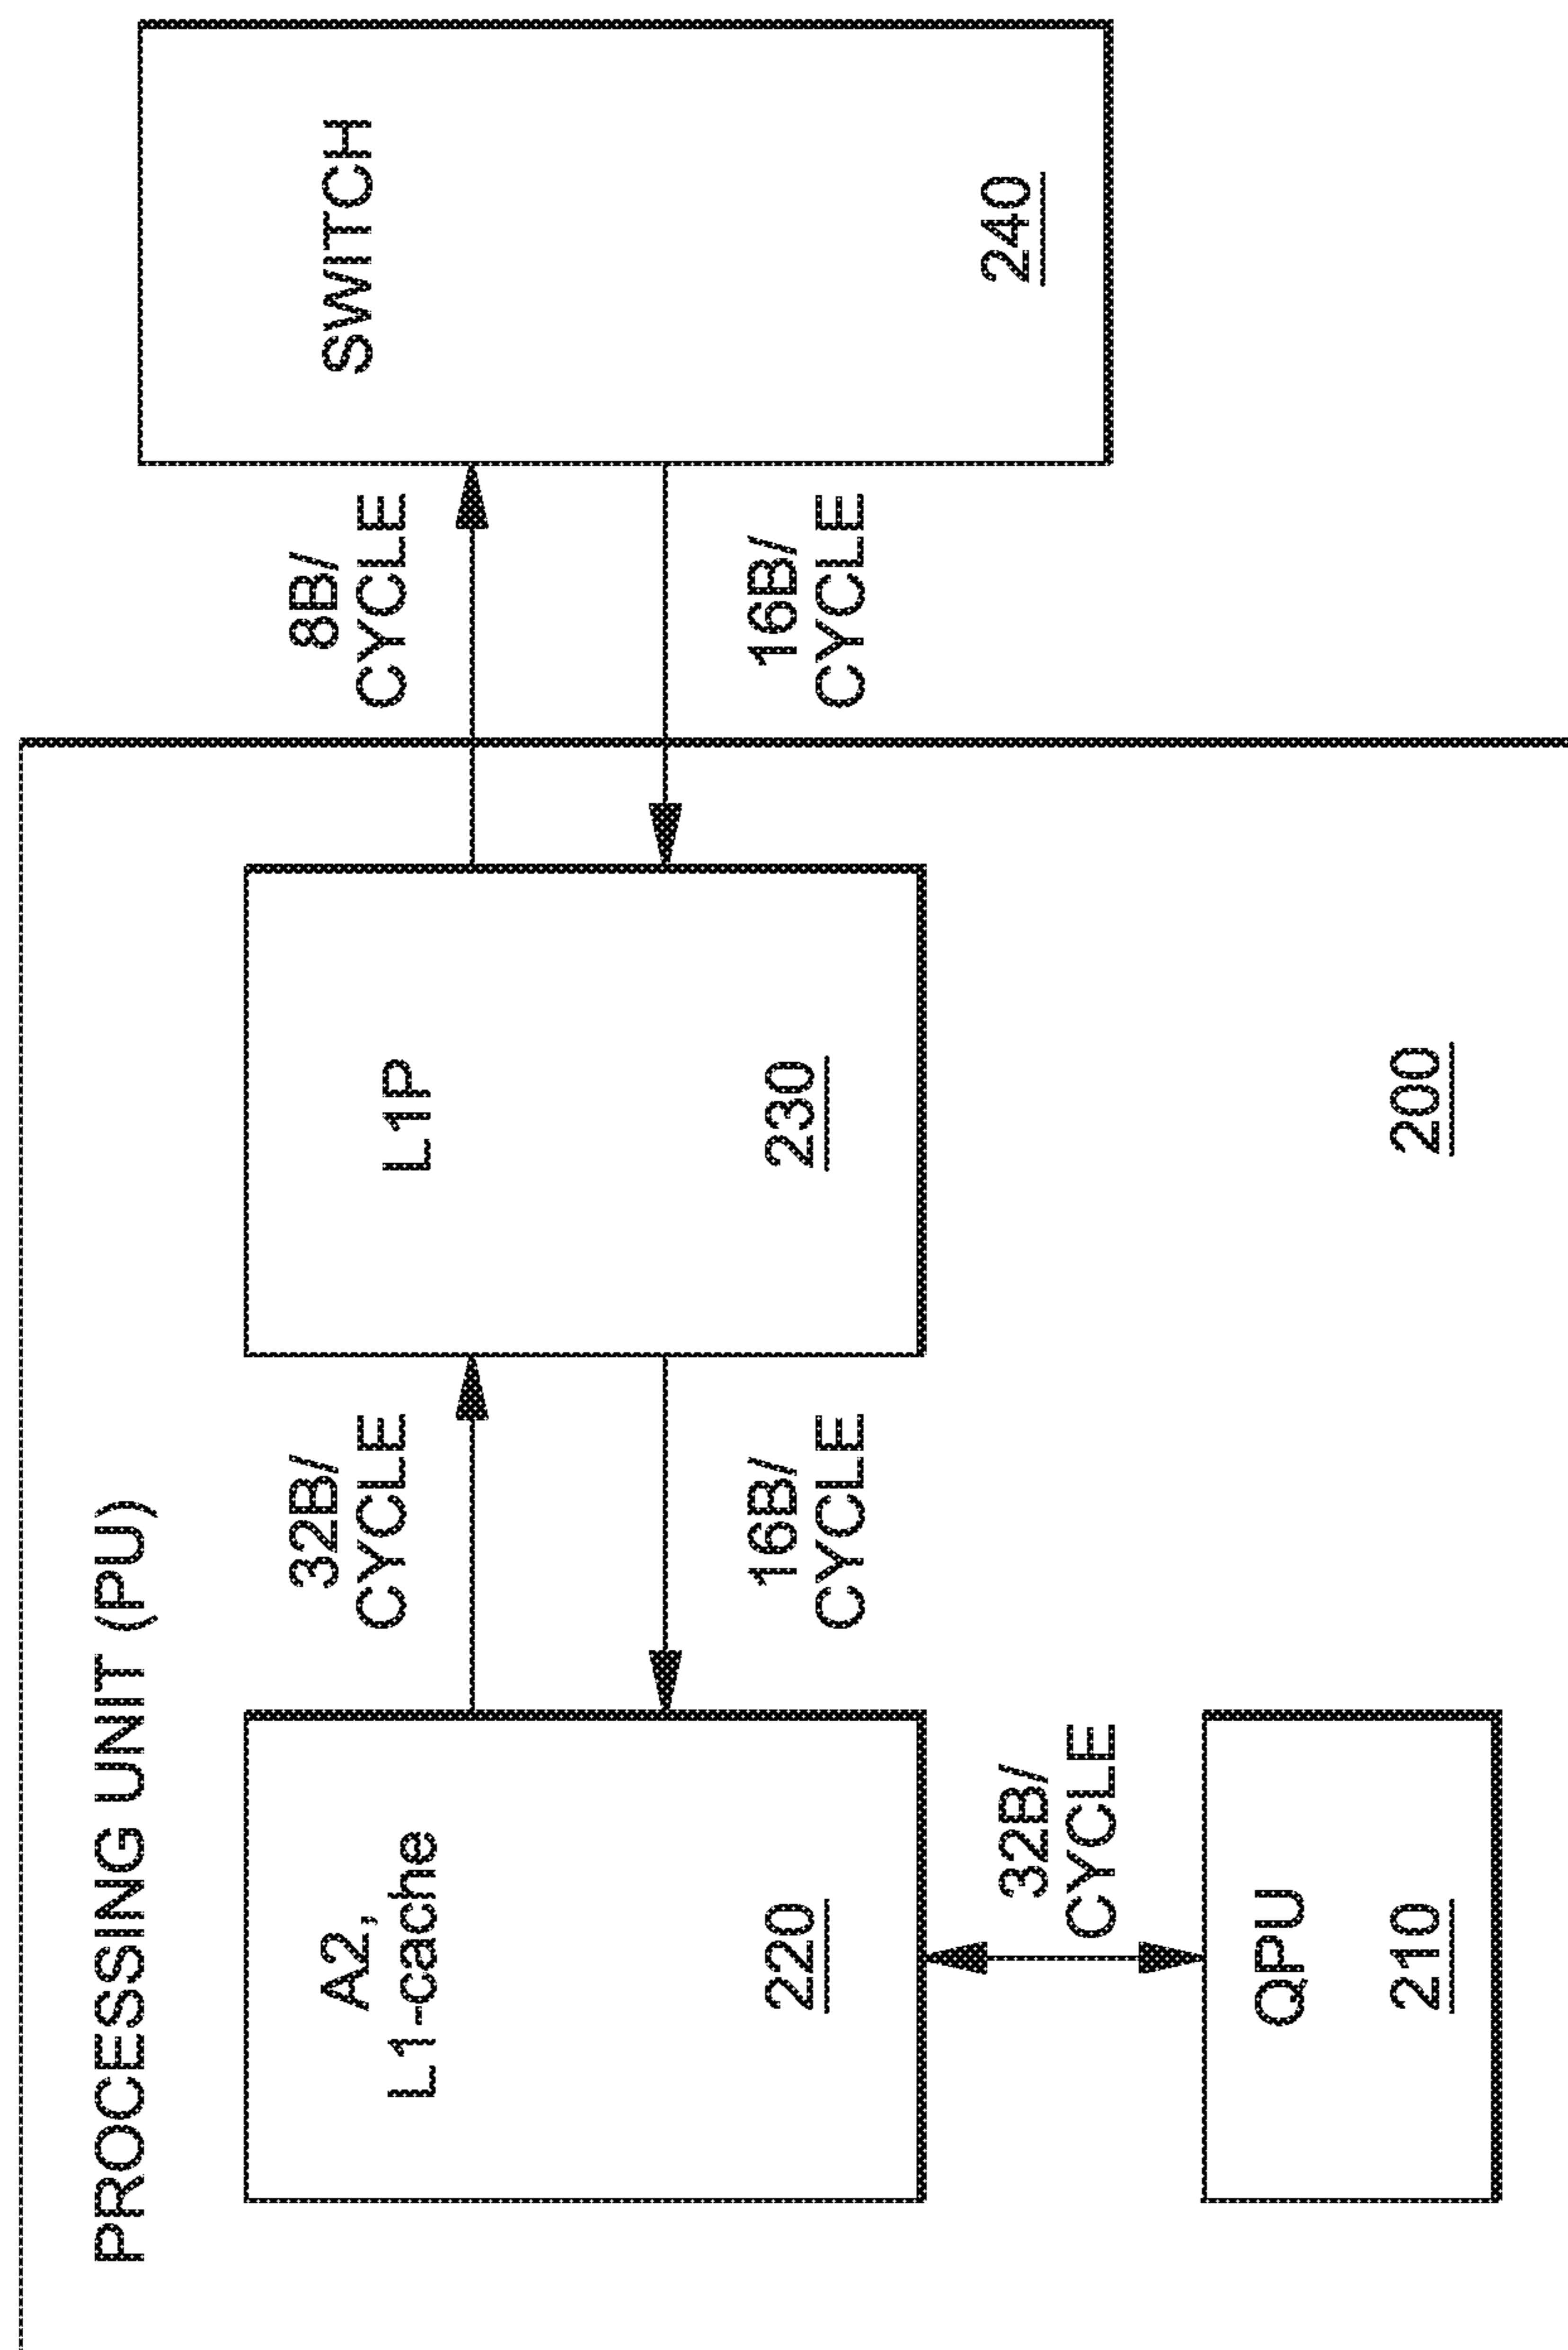 PROCESSING UNIT (PU)
A2,
L1-cache
220
32B/
CYCLE
16B/
CYCLE
L1P
230
8B/
CYCLE
16B/
CYCLE
SWITCH
240
32B/
CYCLE
QPU
210
200